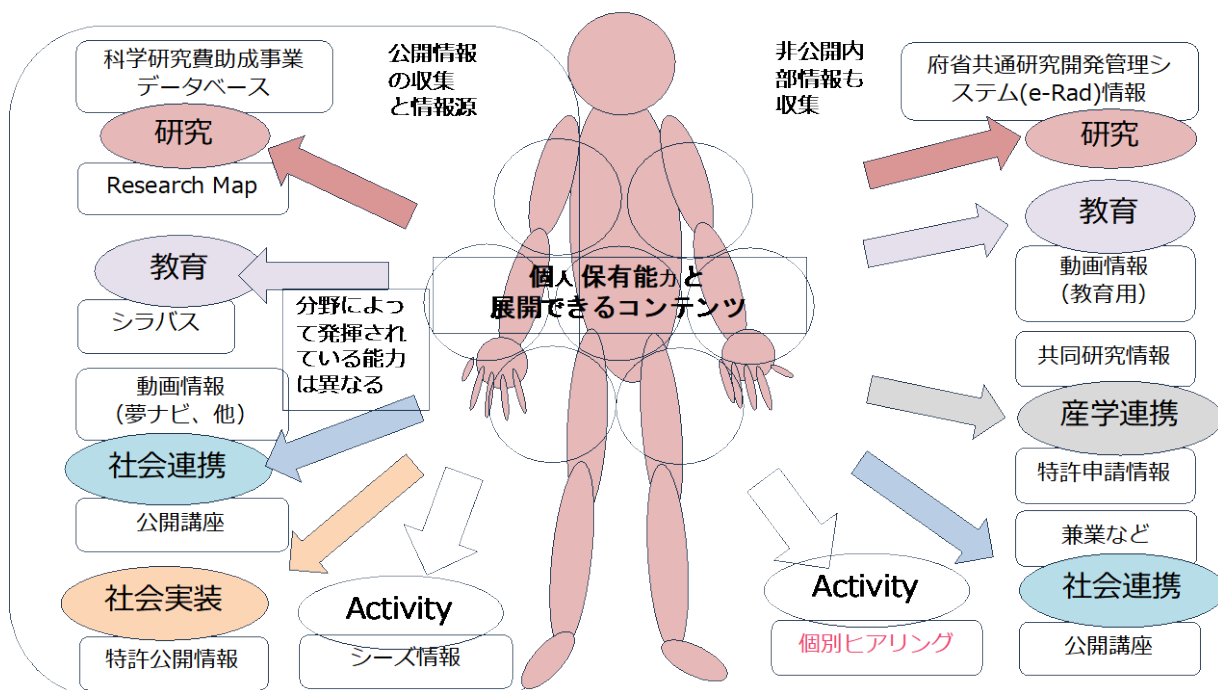 科学研究費助成事業
データベース
研究
Research Map
公開情報
の収集
と情報源
教育
シラバス
分野によっ
て発揮され
ている能力
は異なる
動画情報
（夢ナビ、他）
社会連携
公開講座
社会実装
特許公開情報
Activity
シーズ情報
個人保有能力と
展開できるコンテンツ
非公開内
部情報も
収集
府省共通研究開発管理シ
ステム(e-Rad)情報
研究
教育
動画情報
(教育用)
共同研究情報
産学連携
特許申請情報
兼業など
社会連携
公開講座
Activity
個別ヒアリング